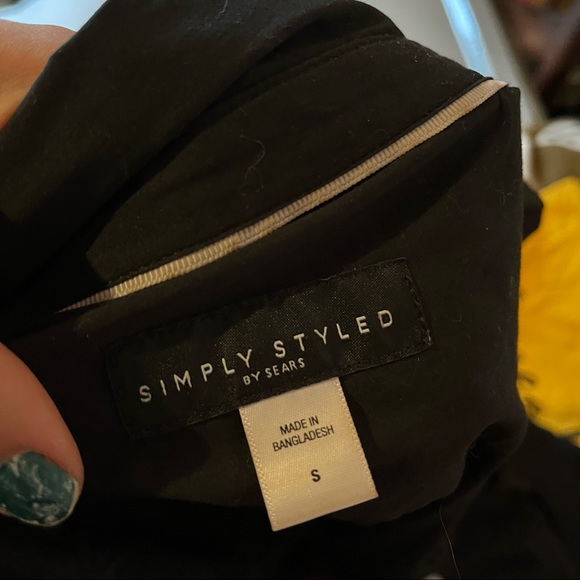 SIMPLY STYLED
BY SEARS
MADE IN
BANGLADESH
S